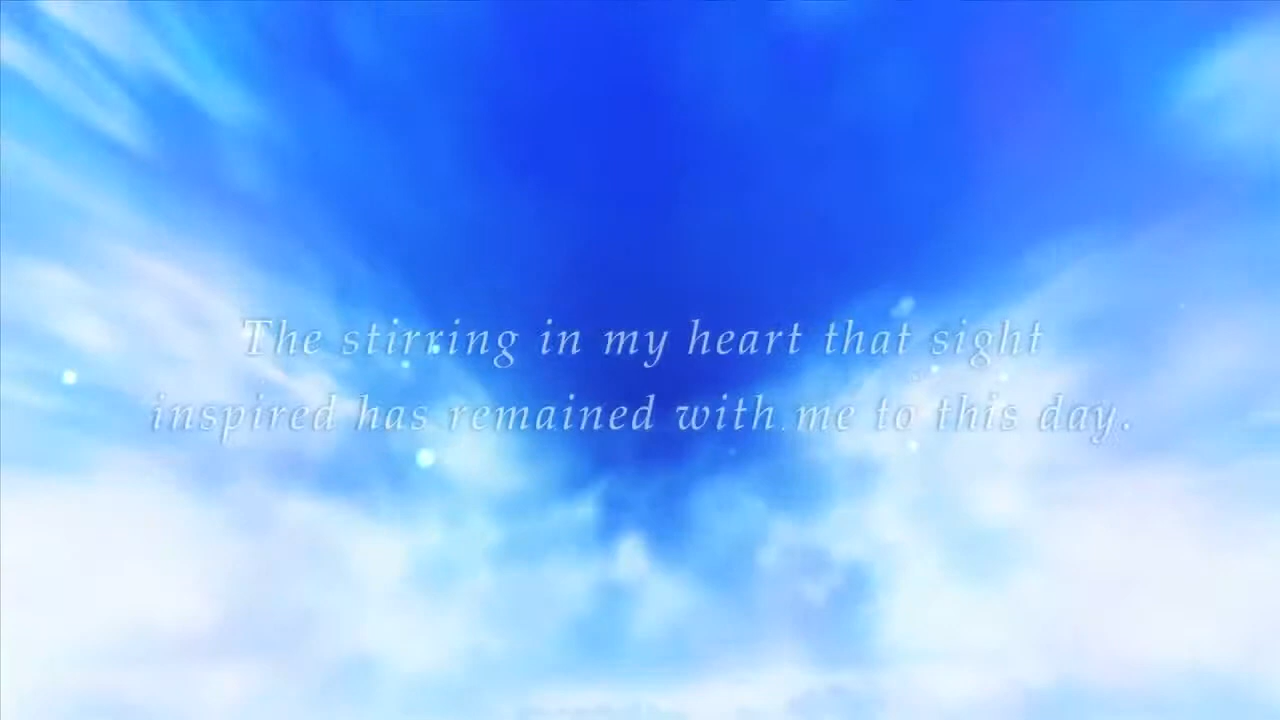 The stirring in my heart that sight
inspired has remained with me to this day.